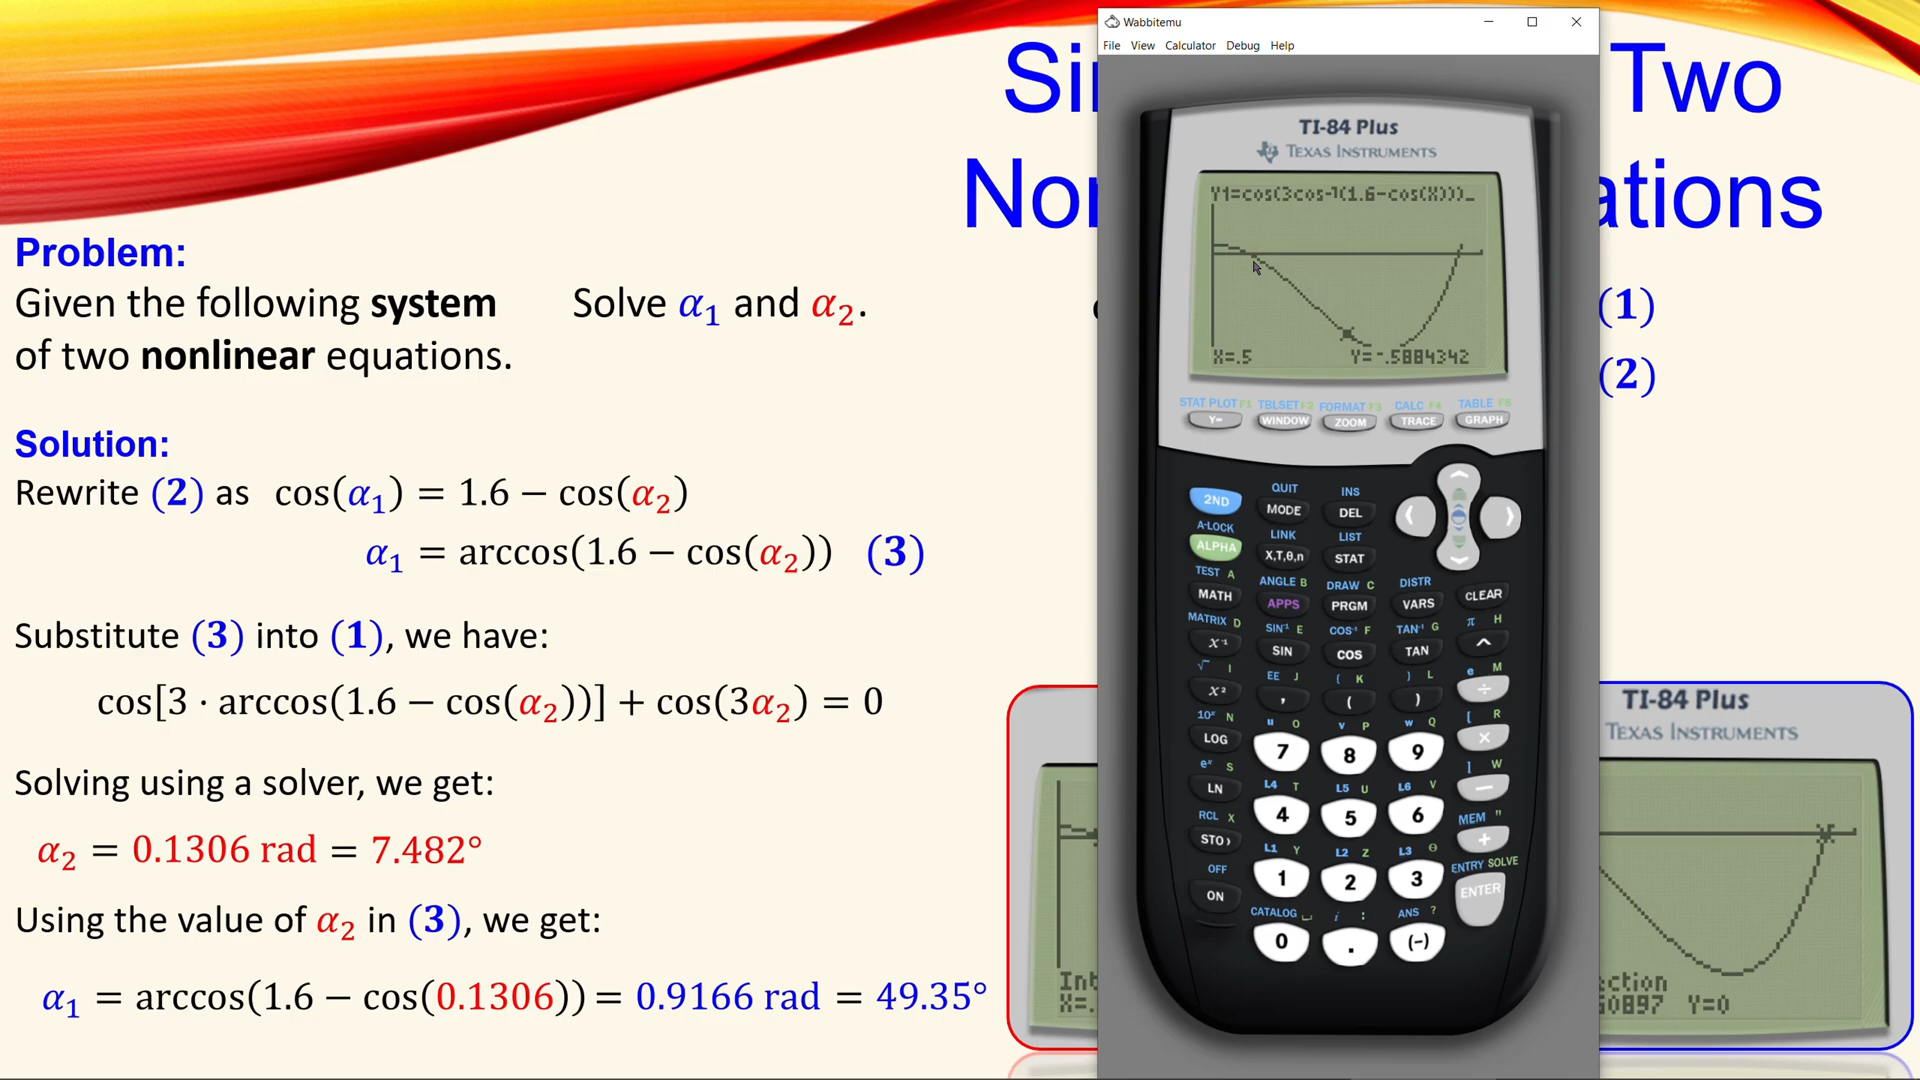 Si Two
Non ations
Problem:
Given the following system
of two nonlinear equations.
Solve α₁ and α₂.
(1)
(2)
Solution:
Rewrite (2) as cos(α₁) = 1.6 − cos(α₂)
α₁ = arccos(1.6 − cos(α₂)) (3)
Substitute (3) into (1), we have:
cos[3 · arccos(1.6 − cos(α₂))] + cos(3α₂) = 0
Solving using a solver, we get:
α₂ = 0.1306 rad = 7.482°
Using the value of α₂ in (3), we get:
α₁ = arccos(1.6 − cos(0.1306)) = 0.9166 rad = 49.35°
Int
X=.
Wabbitemu
File View Calculator Debug Help
TI-84 Plus
TEXAS INSTRUMENTS
Y1=cos(3cos⁻¹(1.6-cos(X)))
X=.5 Y=-.5884342
STAT PLOT F1 TBLSET F2 FORMAT F3 CALC F4 TABLE F5
Y= WINDOW ZOOM TRACE GRAPH
QUIT INS
2ND MODE DEL
A-LOCK LINK LIST
ALPHA X,T,θ,n STAT
TEST A ANGLE B DRAW C DISTR
MATH APPS PRGM VARS CLEAR
MATRIX D SIN⁻¹ E COS⁻¹ F TAN⁻¹ G π H
x⁻¹ SIN COS TAN ^
√ I EE J { K } L e M
x² , ( ) ÷
10ˣ N u O v P w Q [ R
LOG 7 8 9 ×
eˣ S L4 T L5 U L6 V ] W
LN 4 5 6 −
RCL X L1 Y L2 Z L3 Θ MEM "
STO› 1 2 3 +
OFF CATALOG ⎵ i : ANS ? ENTRY SOLVE
ON 0 . (-) ENTER
TI-84 Plus
TEXAS INSTRUMENTS
ction
60897 Y=0